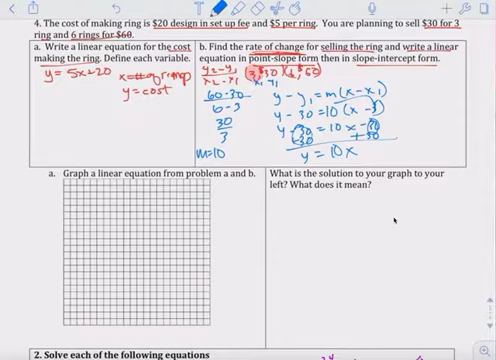 4. The cost of making ring is $20 design in set up fee and $5 per ring. You are planning to sell $30 for 3
ring and 6 rings for $60.
a. Write a linear equation for the cost
making the ring. Define each variable.
y = 5x+20
x = # of ring
y = cost
b. Find the rate of change for selling the ring and write a linear
equation in point-slope form then in slope-intercept form.
y2 - y1
x2 - x1
(3, $30) (6, $60)
x1 y1
60-30
6-3
30
3
m=10
y - y1 = m(x - x1)
y - 30 = 10 (x - 3)
y - 30 = 10x - 30
+30 +30
y = 10x
a. Graph a linear equation from problem a and b.
What is the solution to your graph to your
left? What does it mean?
2. Solve each of the following equations